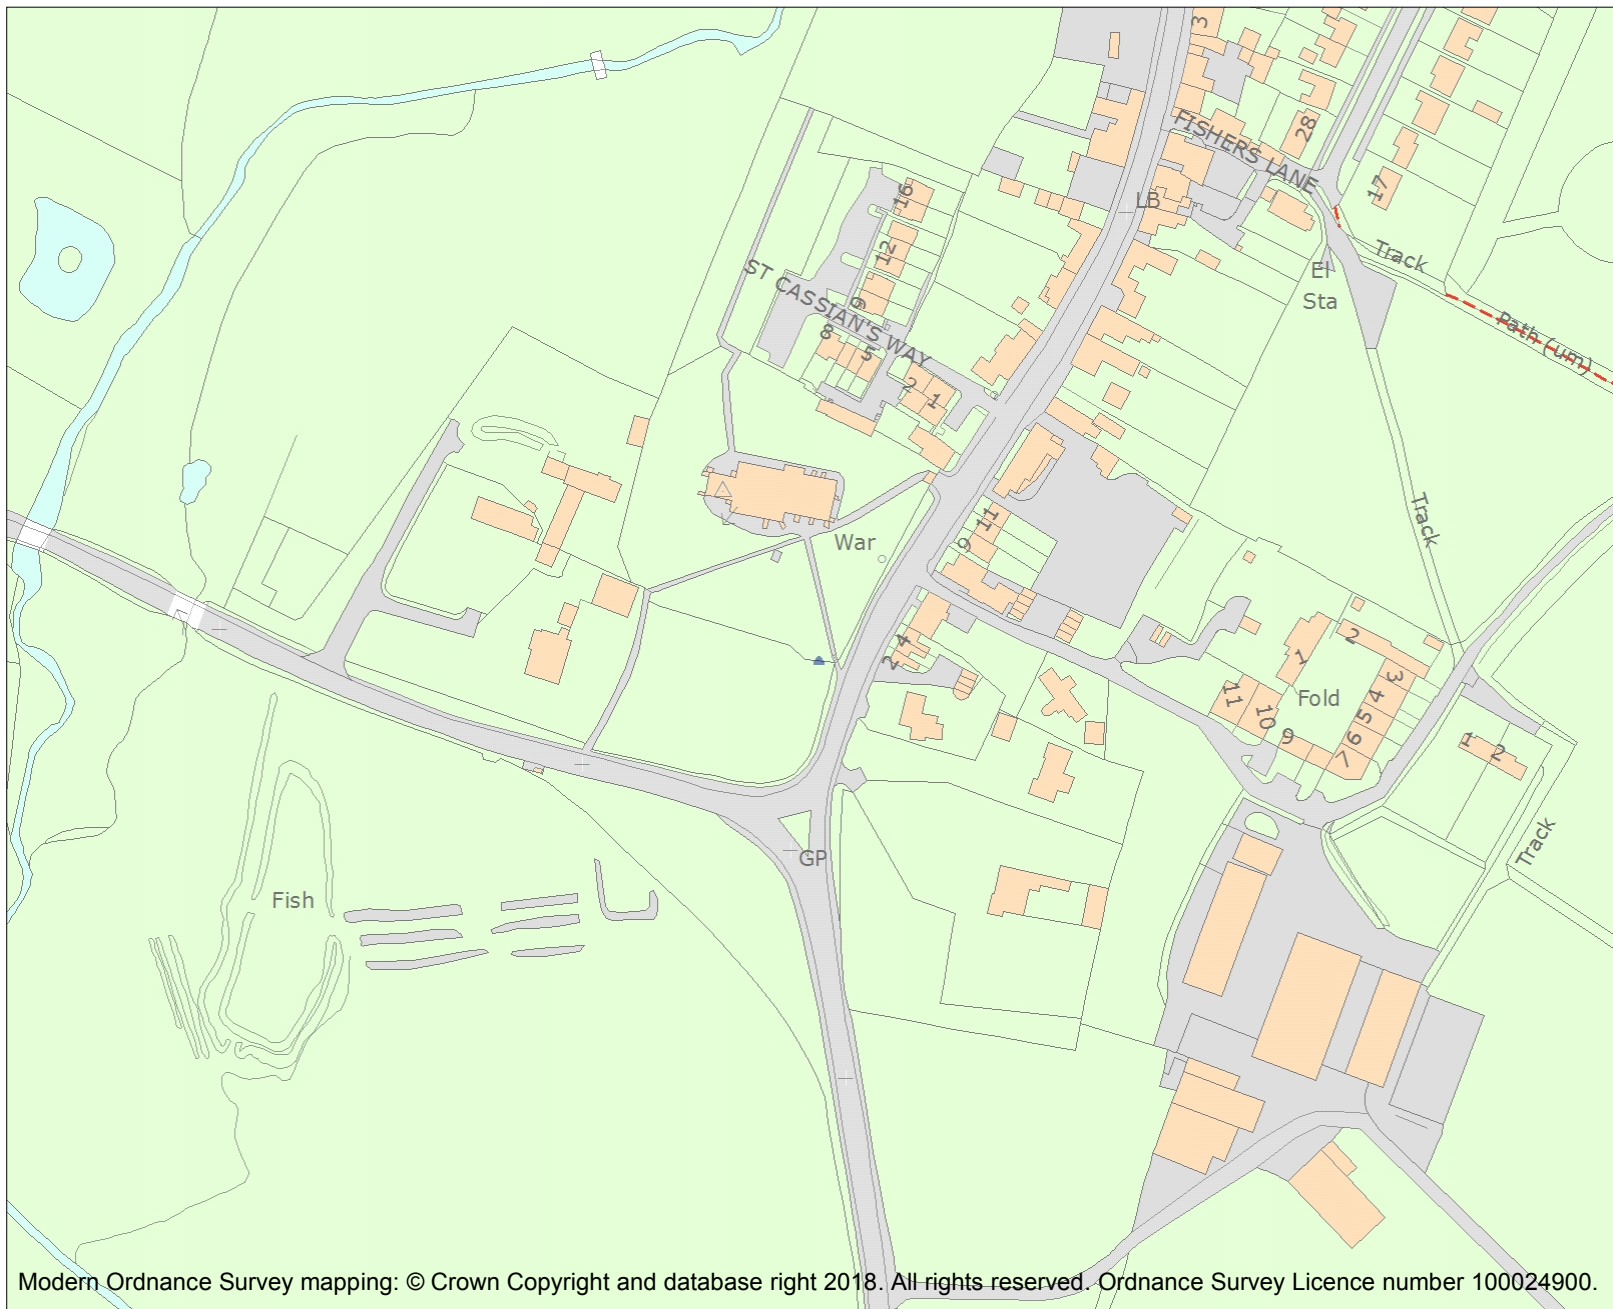 3
28
FISHERS LANE
17
16
LB
12
Track
El
Sta
ST CASSIAN'S WAY
9
8
5
Path (um)
2
1
Track
11
9
War
4
2
2
1
3
11
4
Fold
10
5
9
6
7
1
2
Track
GP
Fish
Modern Ordnance Survey mapping: © Crown Copyright and database right 2018. All rights reserved. Ordnance Survey Licence number 100024900.